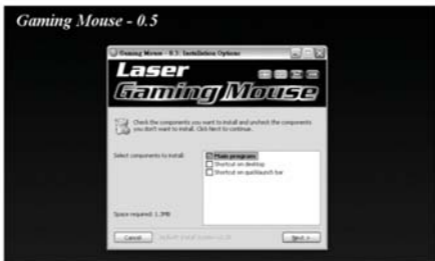 Gaming Mouse - 0.5
Gaming Mouse - 0.5: Installation Options
Laser
Gaming Mouse
Check the components you want to install and uncheck the components
you don't want to install. Click Next to continue.
Select components to install:
Main program
Shortcut on desktop
Shortcut on quicklaunch bar
Space required: 1.3MB
Cancel
Next >